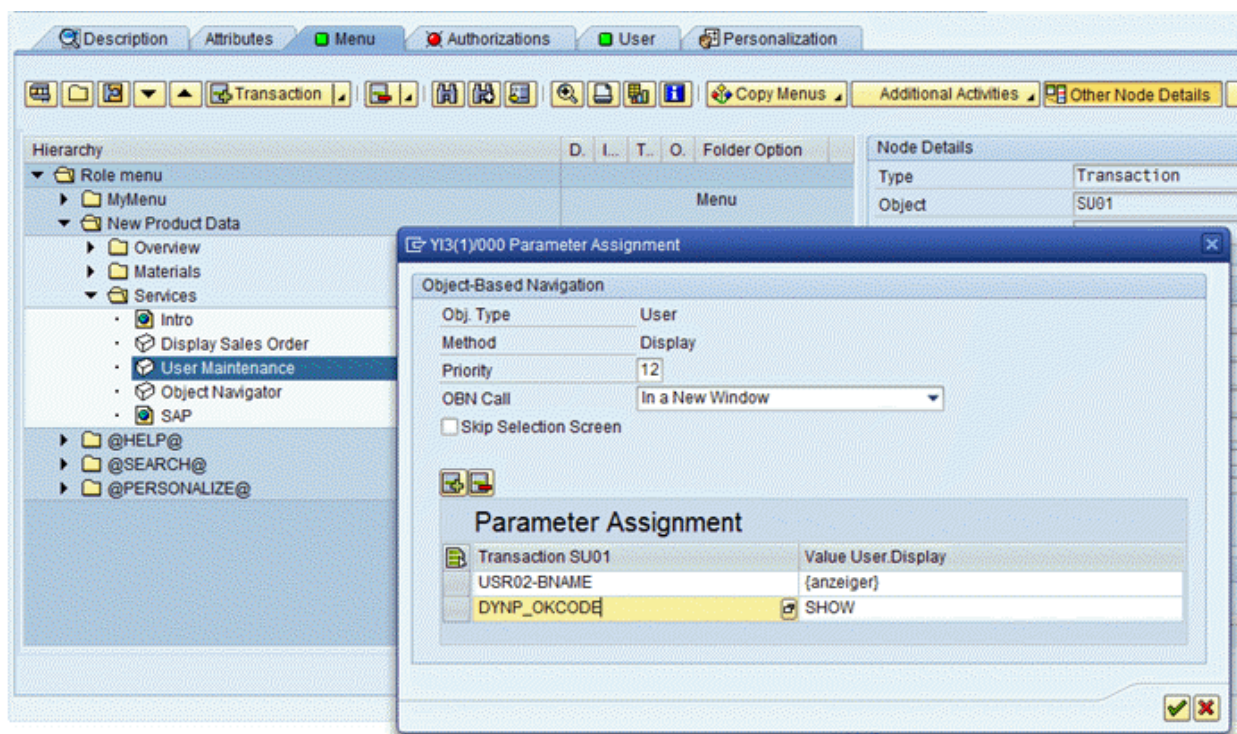 Description Attributes Menu Authorizations User Personalization
Transaction Copy Menus Additional Activities Other Node Details
Hierarchy D. I... T.. O. Folder Option Node Details
Role menu Type Transaction
MyMenu Menu Object SU01
New Product Data
Overview
Materials
Services
Intro
Display Sales Order
User Maintenance
Object Navigator
SAP
@HELP@
@SEARCH@
@PERSONALIZE@
YI3(1)/000 Parameter Assignment
Object-Based Navigation
Obj. Type User
Method Display
Priority 12
OBN Call In a New Window
Skip Selection Screen
Parameter Assignment
Transaction SU01 Value User.Display
USR02-BNAME {anzeiger}
DYNP_OKCODE SHOW